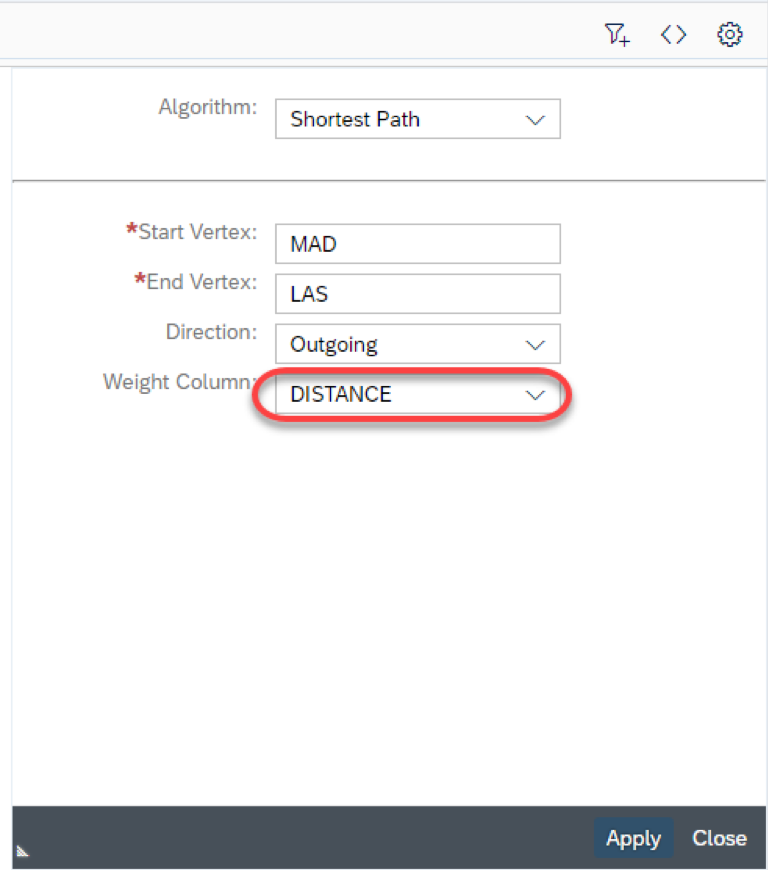 Algorithm: Shortest Path
*Start Vertex: MAD
*End Vertex: LAS
Direction: Outgoing
Weight Column: DISTANCE
Apply Close